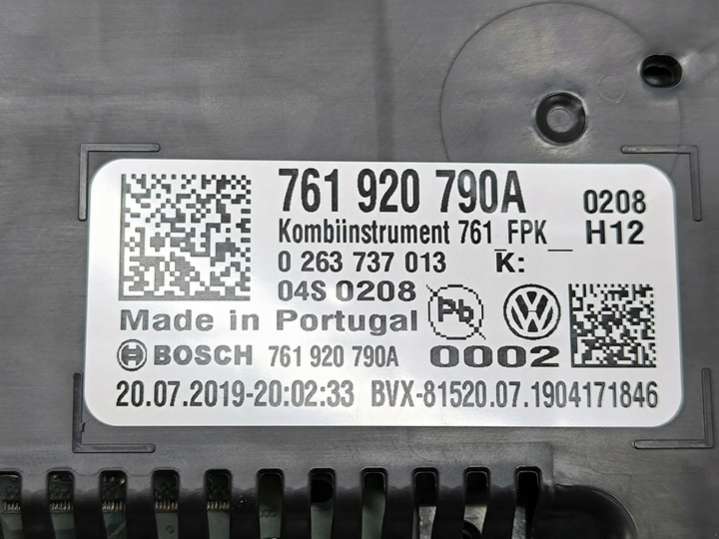 761 920 790A 0208
Kombiinstrument 761_FPK_ H12
0 263 737 013 K:
04S 0208 Pb
Made in Portugal
BOSCH 761 920 790A 0002
20.07.2019-20:02:33 BVX-81520.07.1904171846